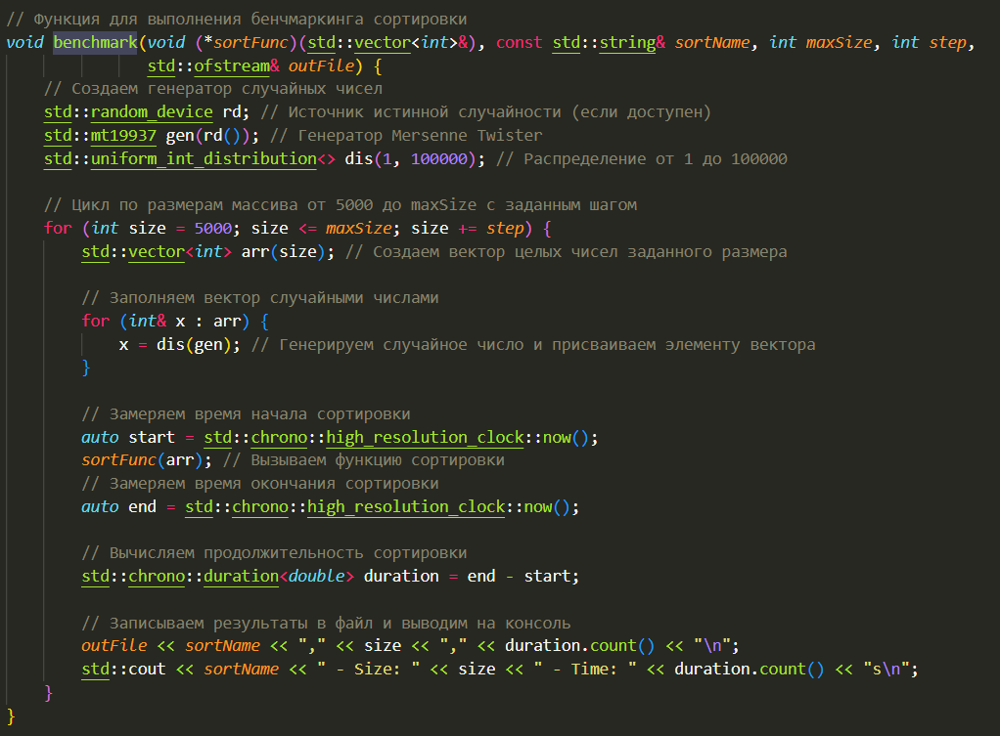 // Функция для выполнения бенчмаркинга сортировки
void benchmark(void (*sortFunc)(std::vector<int>&), const std::string& sortName, int maxSize, int step,
std::ofstream& outFile) {
// Создаем генератор случайных чисел
std::random_device rd; // Источник истинной случайности (если доступен)
std::mt19937 gen(rd()); // Генератор Mersenne Twister
std::uniform_int_distribution<> dis(1, 100000); // Распределение от 1 до 100000
// Цикл по размерам массива от 5000 до maxSize с заданным шагом
for (int size = 5000; size <= maxSize; size += step) {
std::vector<int> arr(size); // Создаем вектор целых чисел заданного размера
// Заполняем вектор случайными числами
for (int& x : arr) {
x = dis(gen); // Генерируем случайное число и присваиваем элементу вектора
}
// Замеряем время начала сортировки
auto start = std::chrono::high_resolution_clock::now();
sortFunc(arr); // Вызываем функцию сортировки
// Замеряем время окончания сортировки
auto end = std::chrono::high_resolution_clock::now();
// Вычисляем продолжительность сортировки
std::chrono::duration<double> duration = end - start;
// Записываем результаты в файл и выводим на консоль
outFile << sortName << "," << size << "," << duration.count() << "\n";
std::cout << sortName << " - Size: " << size << " - Time: " << duration.count() << "s\n";
}
}